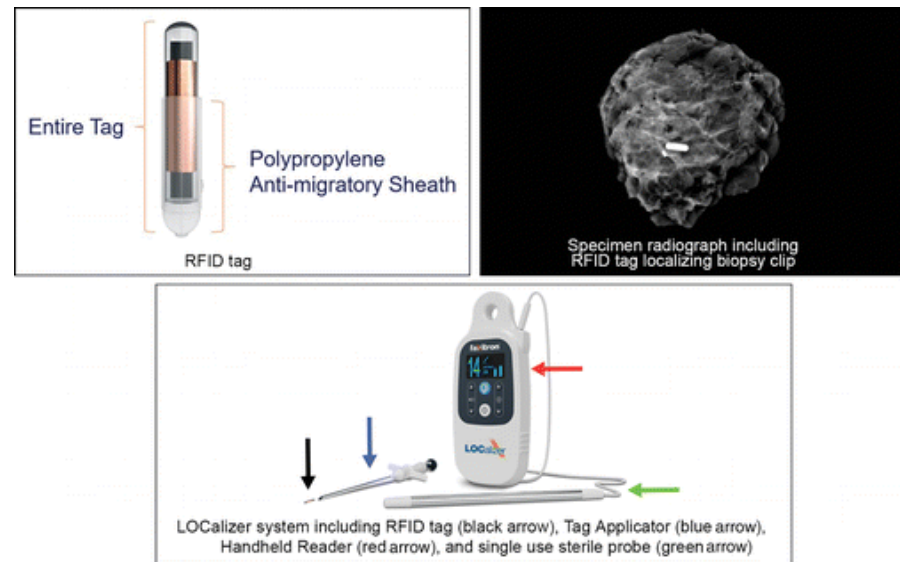 Entire Tag
Polypropylene
Anti-migratory Sheath
RFID tag
Specimen radiograph including
RFID tag localizing biopsy clip
faxitron
14
LOCalizer
LOCalizer system including RFID tag (black arrow), Tag Applicator (blue arrow),
Handheld Reader (red arrow), and single use sterile probe (green arrow)